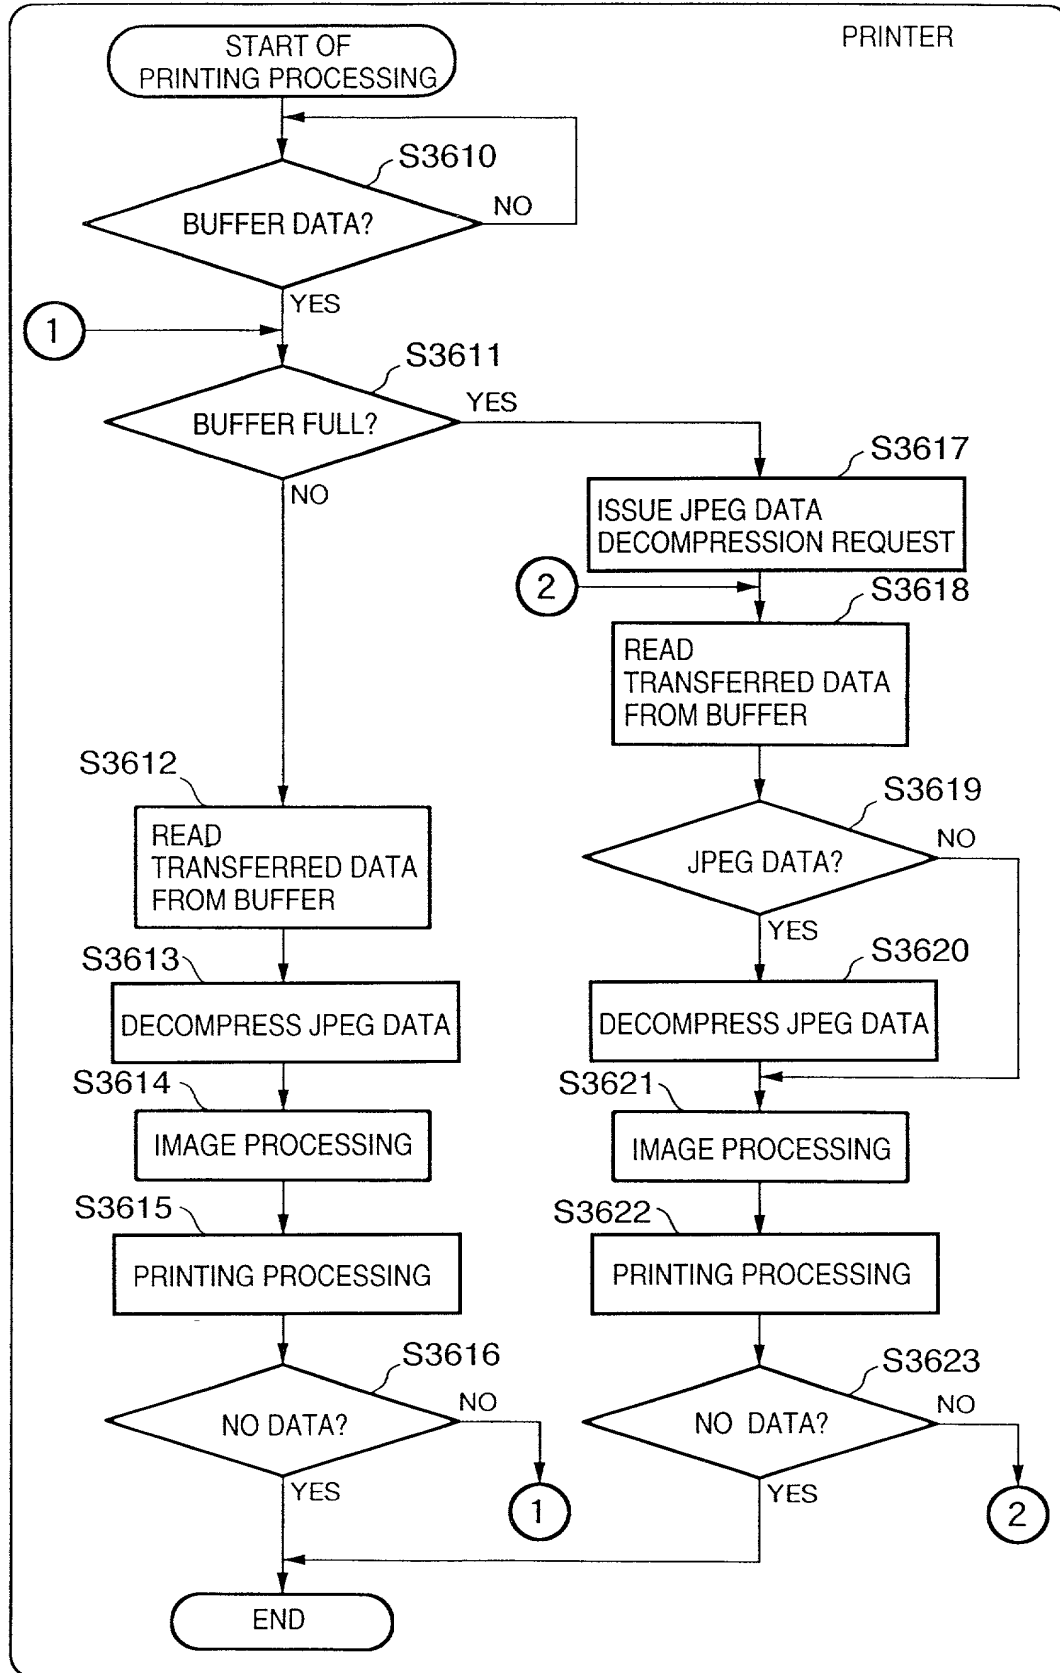 PRINTER
START OF
PRINTING PROCESSING
S3610
BUFFER DATA?
NO
YES
1
S3611
BUFFER FULL?
YES
NO
S3617
ISSUE JPEG DATA
DECOMPRESSION REQUEST
2
S3618
READ
TRANSFERRED DATA
FROM BUFFER
S3612
READ
TRANSFERRED DATA
FROM BUFFER
S3619
JPEG DATA?
NO
YES
S3613
DECOMPRESS JPEG DATA
S3620
DECOMPRESS JPEG DATA
S3614
IMAGE PROCESSING
S3621
IMAGE PROCESSING
S3615
PRINTING PROCESSING
S3622
PRINTING PROCESSING
S3616
NO DATA?
NO
YES
1
S3623
NO DATA?
NO
YES
2
END